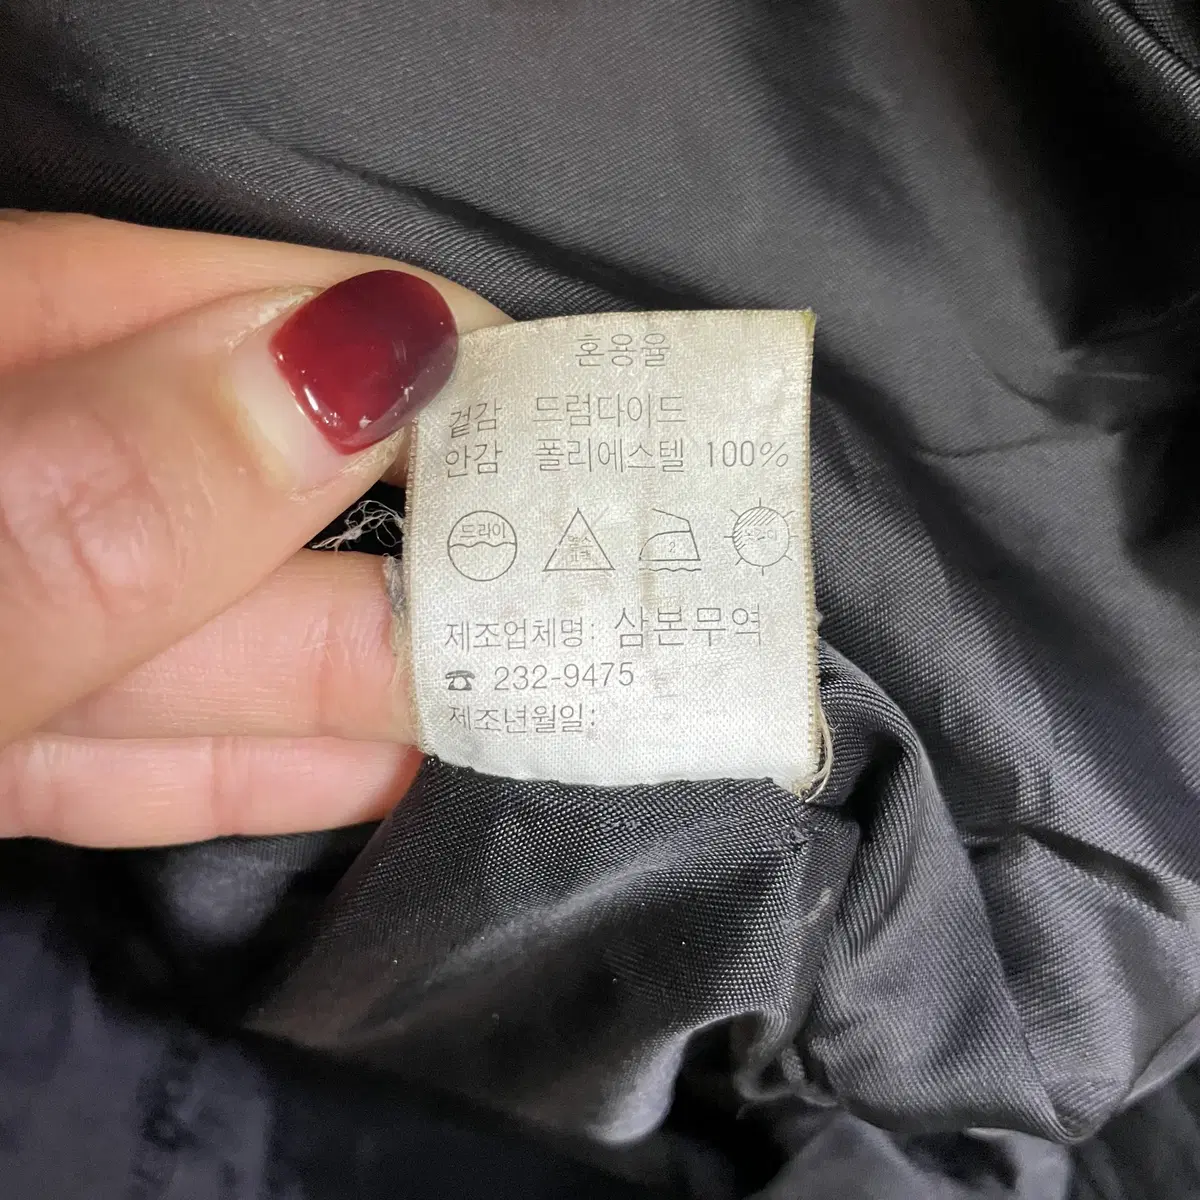 혼용율
겉감 드럼다이드
안감 폴리에스텔 100%
드라이
2
제조업체명: 삼본무역
☎ 232-9475
제조년월일: